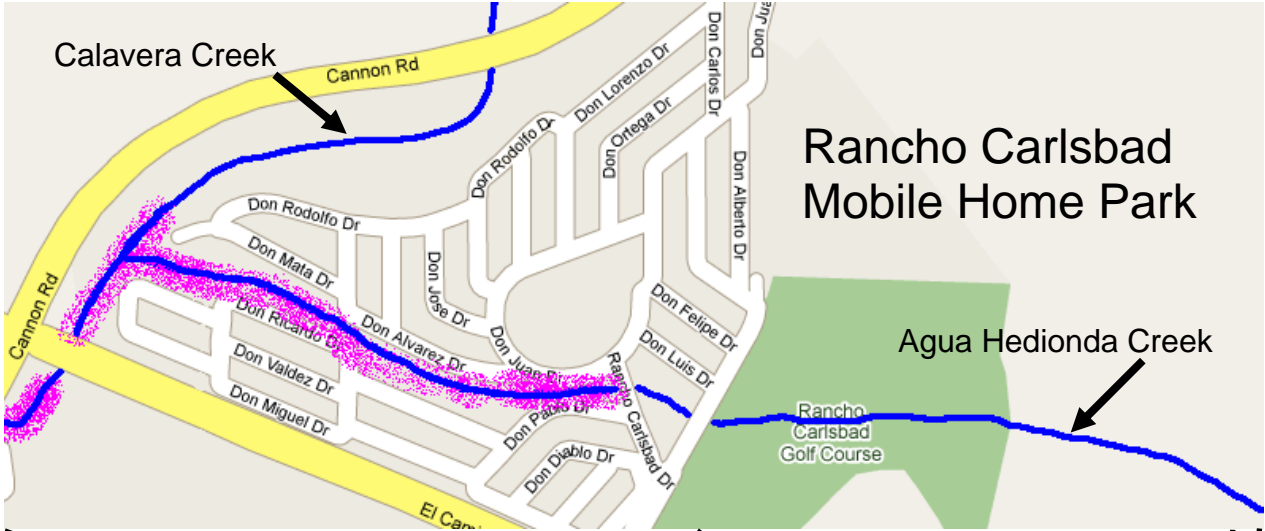 Calavera Creek
Cannon Rd
Don Lorenzo Dr
Don Carlos Dr
Don Ortega Dr
Don Rodolfo Dr
Rancho Carlsbad
Mobile Home Park
Don Alberto Dr
Don Rodolfo Dr
Don Mata Dr
Don Jose Dr
Cannon Rd
Don Ricardo
Don Alvarez Dr
Don Juan Dr
Don Felipe Dr
Don Luis Dr
Agua Hedionda Creek
Don Valdez Dr
Don Miguel Dr
Rancho Carlsbad Dr
Don Pablo Dr
Don Diablo Dr
Rancho
Carlsbad
Golf Course